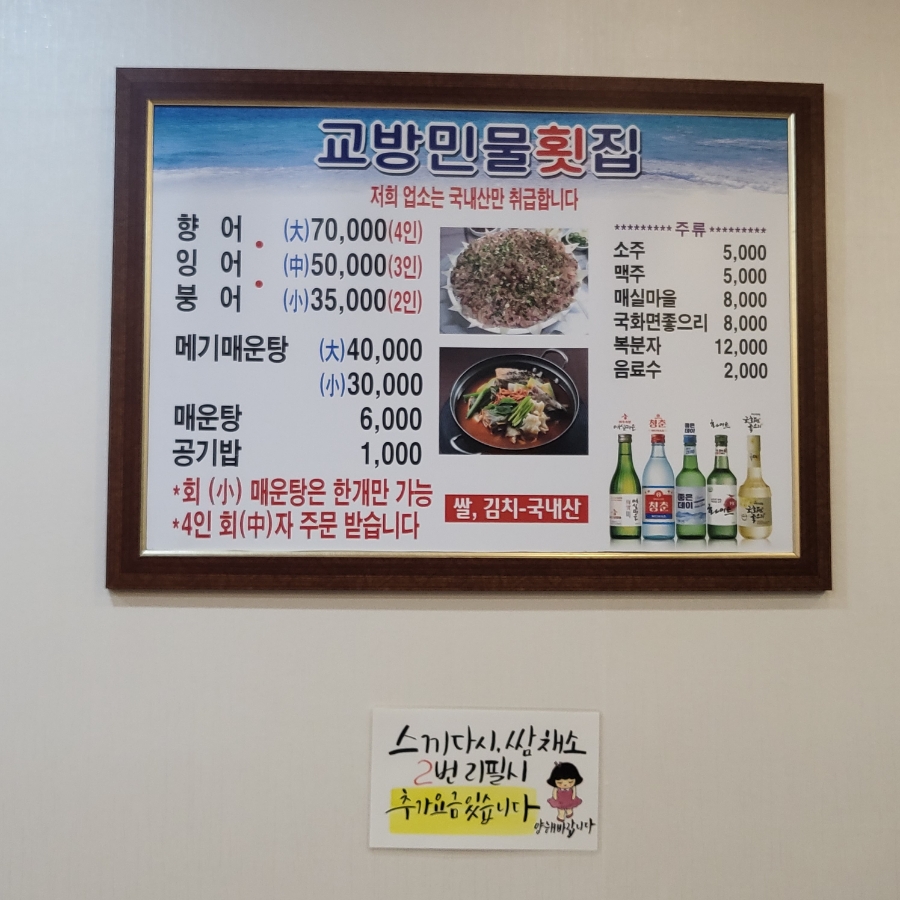 교방민물횟집
저희 업소는 국내산만 취급합니다
향 어 (大)70,000(4인)
잉 어 (中)50,000(3인)
붕 어 (小)35,000(2인)
메기매운탕 (大)40,000
(小)30,000
매운탕 6,000
공기밥 1,000
*회 (小) 매운탕은 한개만 가능
*4인 회(中)자 주문 받습니다
쌀, 김치-국내산
********* 주류 *********
소주 5,000
맥주 5,000
매실마을 8,000
국화면좋으리 8,000
복분자 12,000
음료수 2,000
청춘
좋은데이
청춘
좋은
데이
스끼다시, 쌈채소
2번 리필시
추가요금있습니다
양해바랍니다